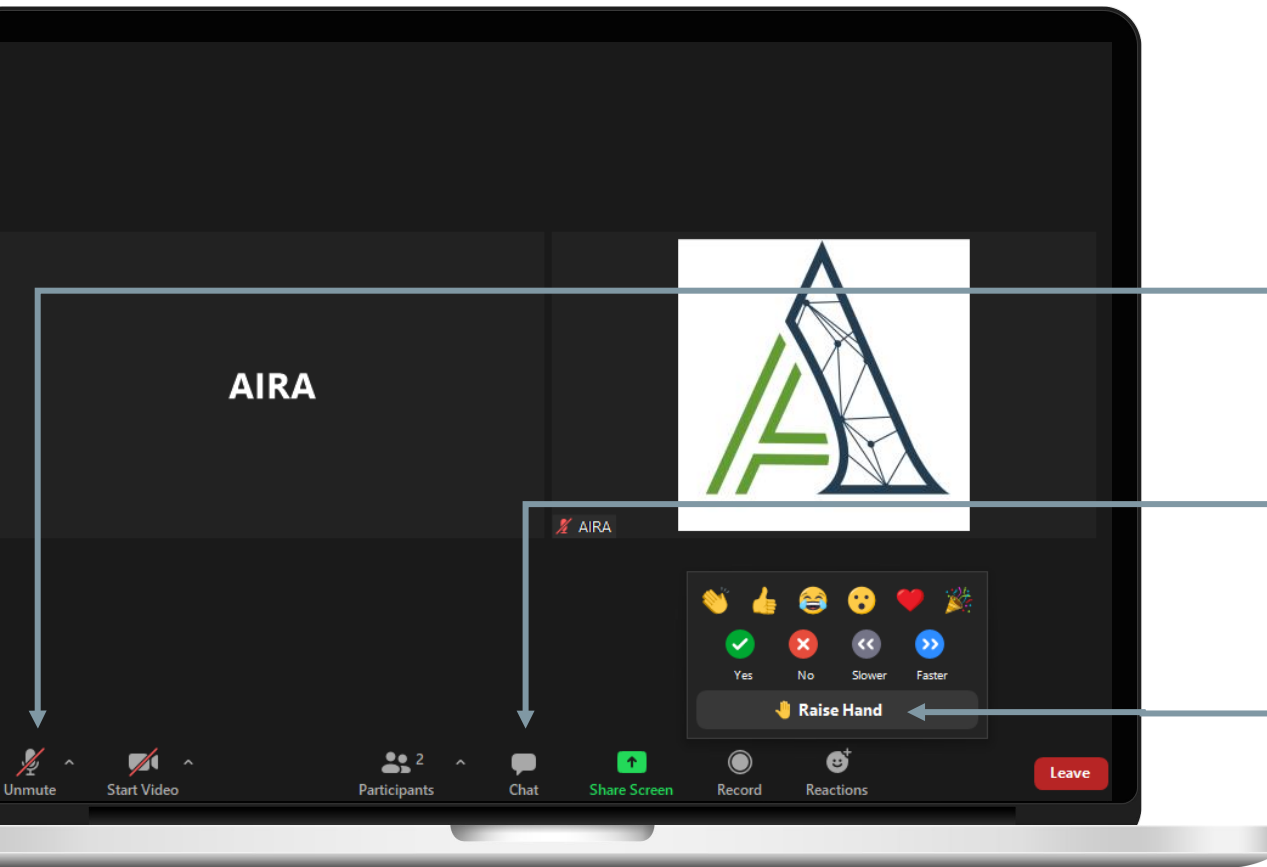 AIRA
AIRA
Yes No Slower Faster
Raise Hand
2
Unmute Start Video Participants Chat Share Screen Record Reactions Leave